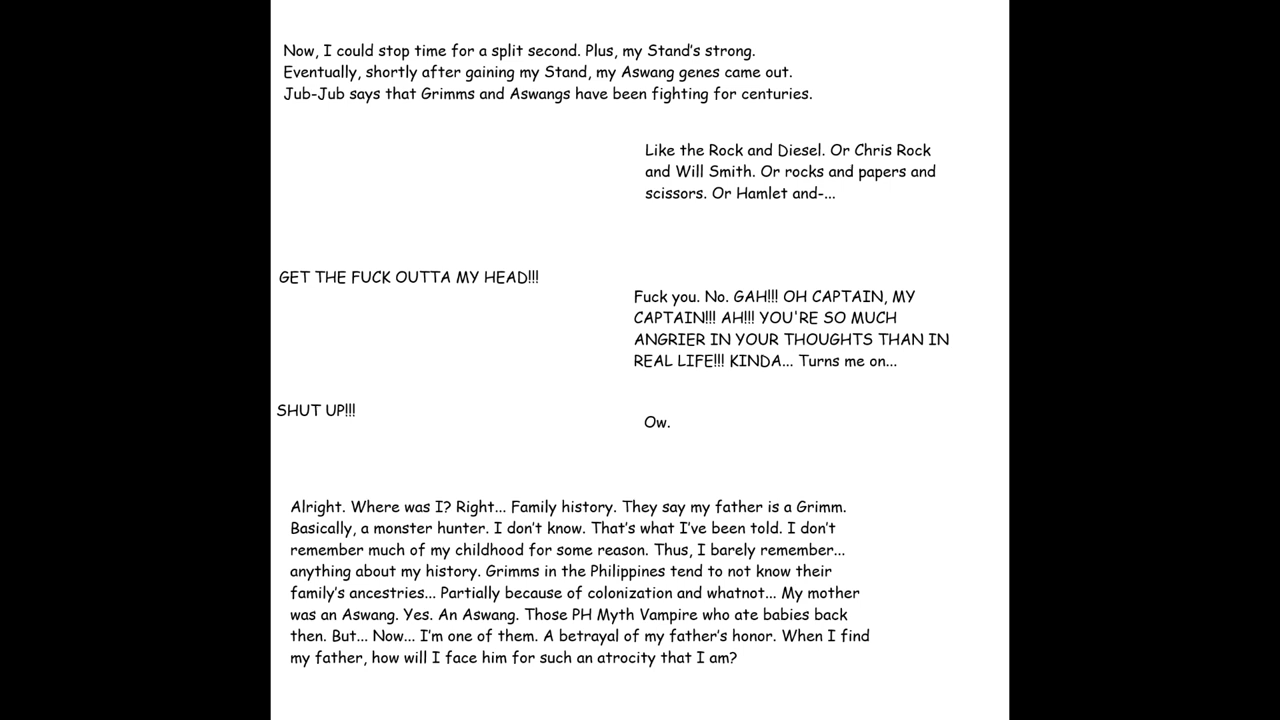 Now, I could stop time for a split second. Plus, my Stand's strong.
Eventually, shortly after gaining my Stand, my Aswang genes came out.
Jub-Jub says that Grimms and Aswangs have been fighting for centuries.
Like the Rock and Diesel. Or Chris Rock
and Will Smith. Or rocks and papers and
scissors. Or Hamlet and-...
GET THE FUCK OUTTA MY HEAD!!!
Fuck you. No. GAH!!! OH CAPTAIN, MY
CAPTAIN!!! AH!!! YOU'RE SO MUCH
ANGRIER IN YOUR THOUGHTS THAN IN
REAL LIFE!!! KINDA... Turns me on...
SHUT UP!!!
Ow.
Alright. Where was I? Right... Family history. They say my father is a Grimm.
Basically, a monster hunter. I don't know. That's what I've been told. I don't
remember much of my childhood for some reason. Thus, I barely remember...
anything about my history. Grimms in the Philippines tend to not know their
family's ancestries... Partially because of colonization and whatnot... My mother
was an Aswang. Yes. An Aswang. Those PH Myth Vampire who ate babies back
then. But... Now... I'm one of them. A betrayal of my father's honor. When I find
my father, how will I face him for such an atrocity that I am?